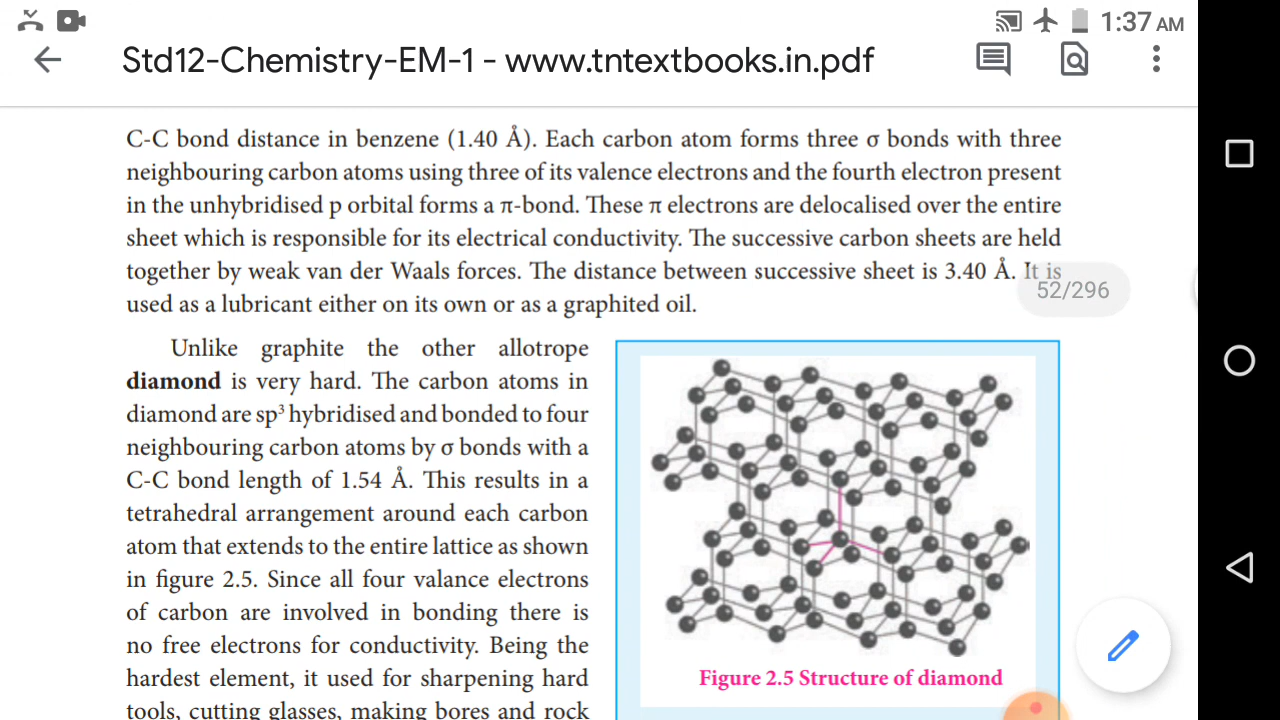 1:37 AM
Std12-Chemistry-EM-1 - www.tntextbooks.in.pdf
C-C bond distance in benzene (1.40 Å). Each carbon atom forms three σ bonds with three
neighbouring carbon atoms using three of its valence electrons and the fourth electron present
in the unhybridised p orbital forms a π-bond. These π electrons are delocalised over the entire
sheet which is responsible for its electrical conductivity. The successive carbon sheets are held
together by weak van der Waals forces. The distance between successive sheet is 3.40 Å. It is
used as a lubricant either on its own or as a graphited oil.
52/296
Unlike graphite the other allotrope
diamond is very hard. The carbon atoms in
diamond are sp³ hybridised and bonded to four
neighbouring carbon atoms by σ bonds with a
C-C bond length of 1.54 Å. This results in a
tetrahedral arrangement around each carbon
atom that extends to the entire lattice as shown
in figure 2.5. Since all four valance electrons
of carbon are involved in bonding there is
no free electrons for conductivity. Being the
hardest element, it used for sharpening hard
tools, cutting glasses, making bores and rock
Figure 2.5 Structure of diamond